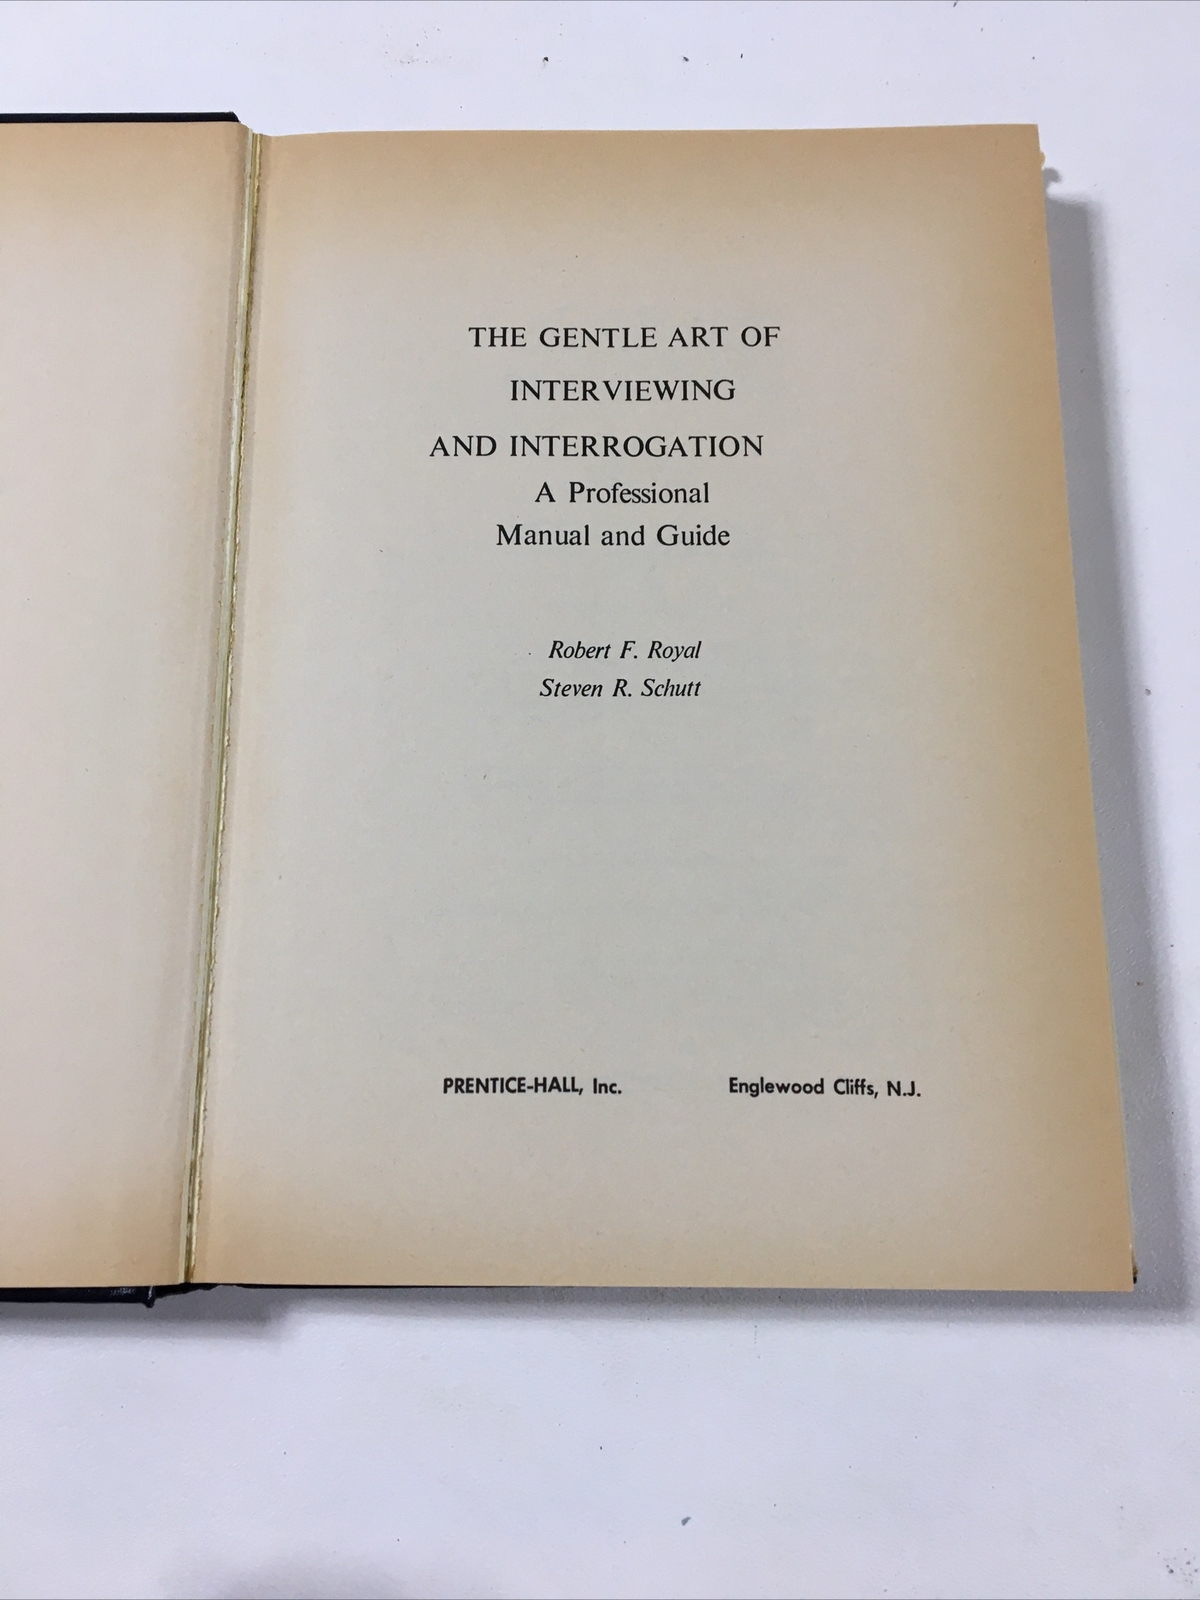 THE GENTLE ART OF
INTERVIEWING
AND INTERROGATION
A Professional
Manual and Guide
Robert F. Royal
Steven R. Schutt
PRENTICE-HALL, Inc. Englewood Cliffs, N.J.